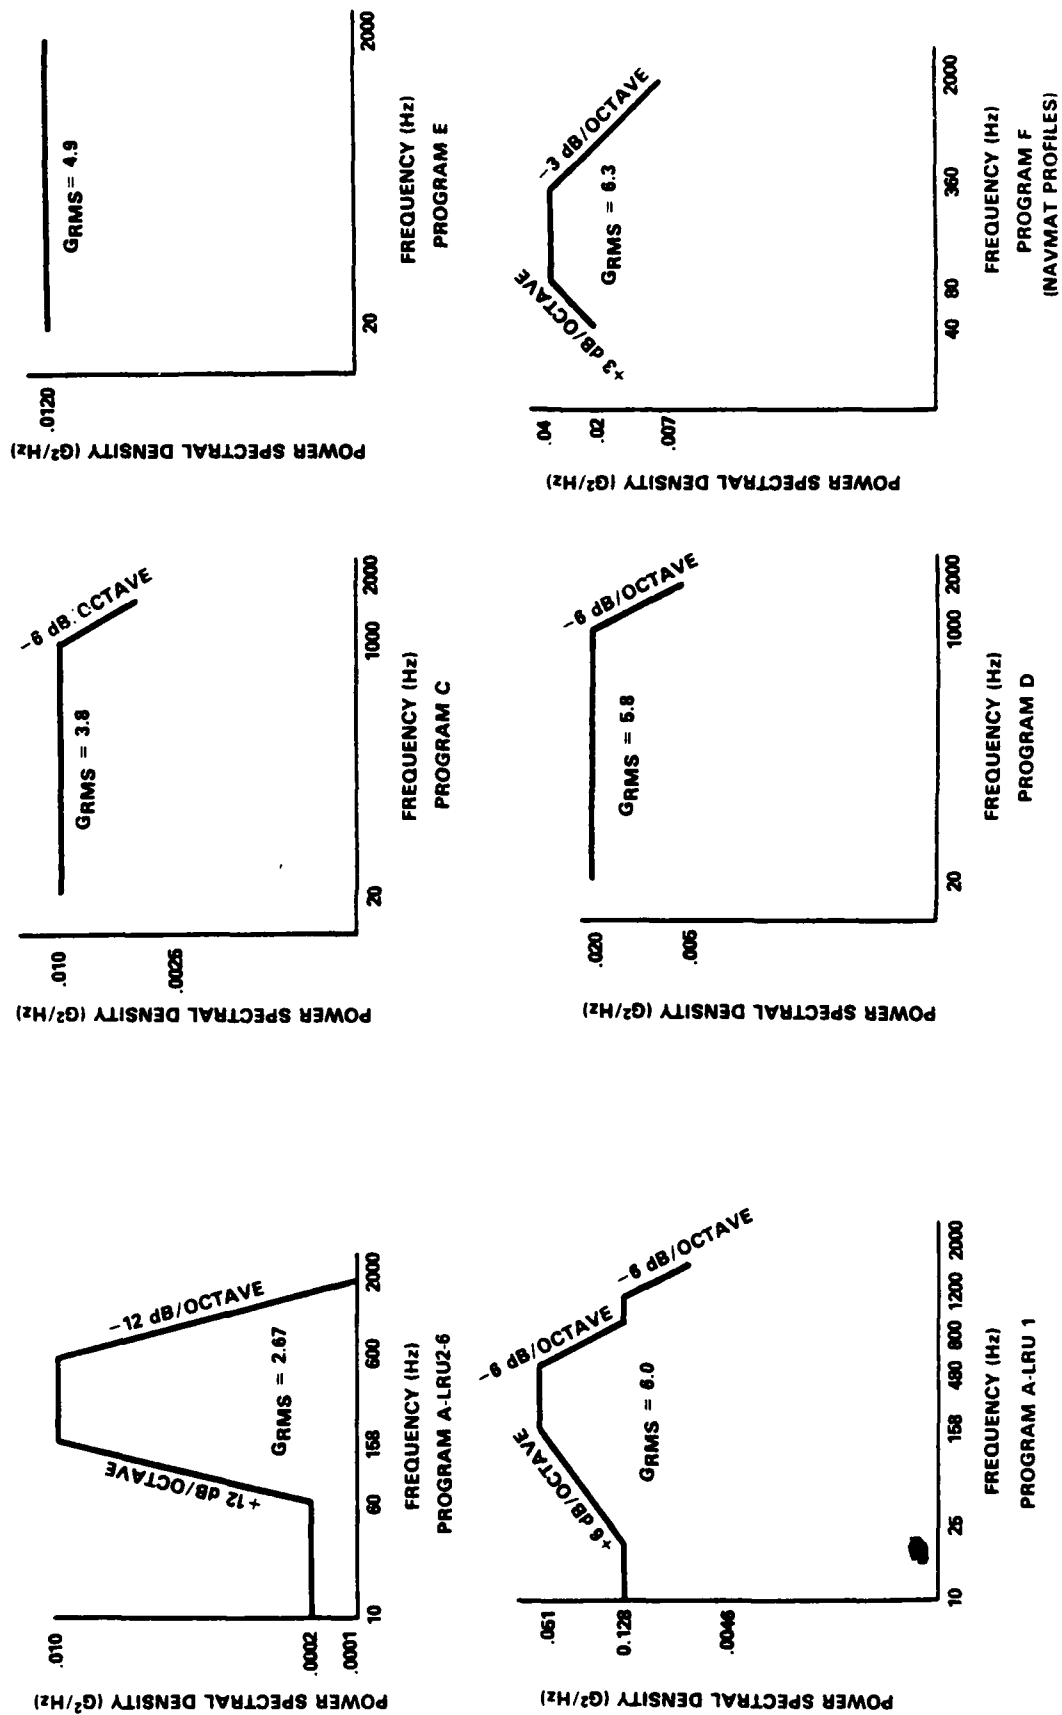 POWER SPECTRAL DENSITY (G²/Hz)
.010
.0002
.0001
+12 dB/OCTAVE
-12 dB/OCTAVE
GRMS = 2.67
10
60
158
600
2000
FREQUENCY (Hz)
PROGRAM A-LRU2-6
POWER SPECTRAL DENSITY (G²/Hz)
.010
.0025
-6 dB/OCTAVE
GRMS = 3.8
20
1000
2000
FREQUENCY (Hz)
PROGRAM C
POWER SPECTRAL DENSITY (G²/Hz)
.0120
GRMS = 4.9
20
2000
FREQUENCY (Hz)
PROGRAM E
POWER SPECTRAL DENSITY (G²/Hz)
.051
0.128
.0046
+6 dB/OCTAVE
-6 dB/OCTAVE
-6 dB/OCTAVE
GRMS = 6.0
10
25
158
480
800
1200
2000
FREQUENCY (Hz)
PROGRAM A-LRU 1
POWER SPECTRAL DENSITY (G²/Hz)
.020
.005
-6 dB/OCTAVE
GRMS = 5.8
20
1000
2000
FREQUENCY (Hz)
PROGRAM D
POWER SPECTRAL DENSITY (G²/Hz)
.04
.02
.007
+3 dB/OCTAVE
-3 dB/OCTAVE
GRMS = 6.3
40
80
360
2000
FREQUENCY (Hz)
PROGRAM F
(NAVMAT PROFILES)